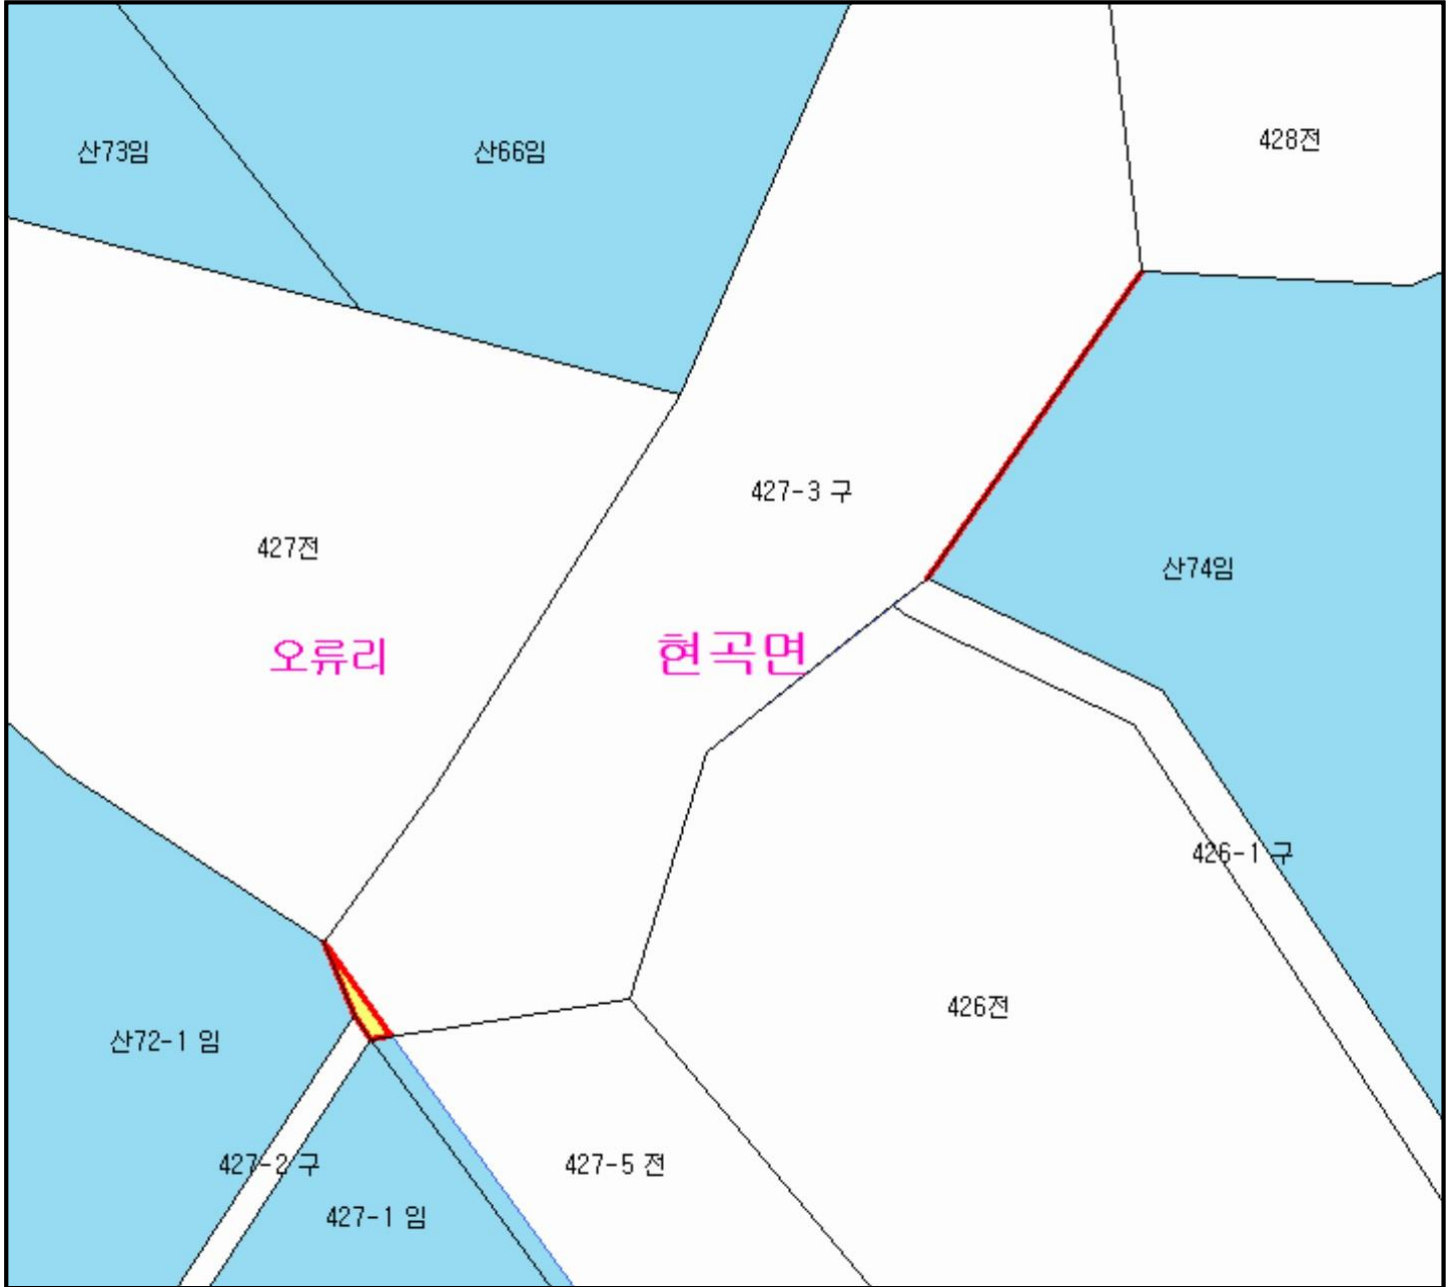 428전
산73임
산66임
427-3 구
427전
산74임
오류리
현곡면
426-1 구
426전
산72-1 임
427-2 구
427-5 전
427-1 임